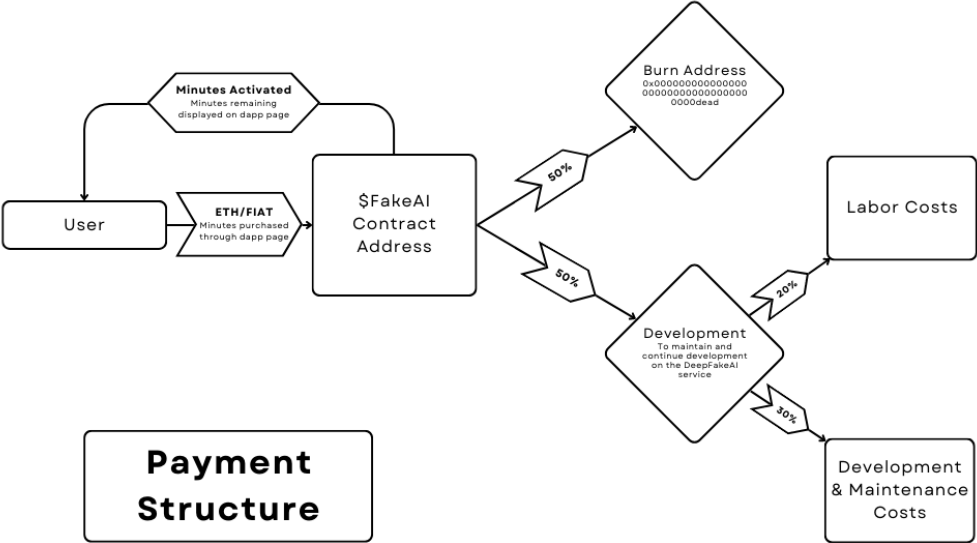 Burn Address
0x000000000000000
000000000000000000
0000dead
Minutes Activated
Minutes remaining
displayed on dapp page
50%
$FakeAI
Contract
Address
User
ETH/FIAT
Minutes purchased
through dapp page
Labor Costs
50%
20%
Development
To maintain and
continue development
on the DeepFakeAI
service
30%
Payment
Structure
Development
& Maintenance
Costs